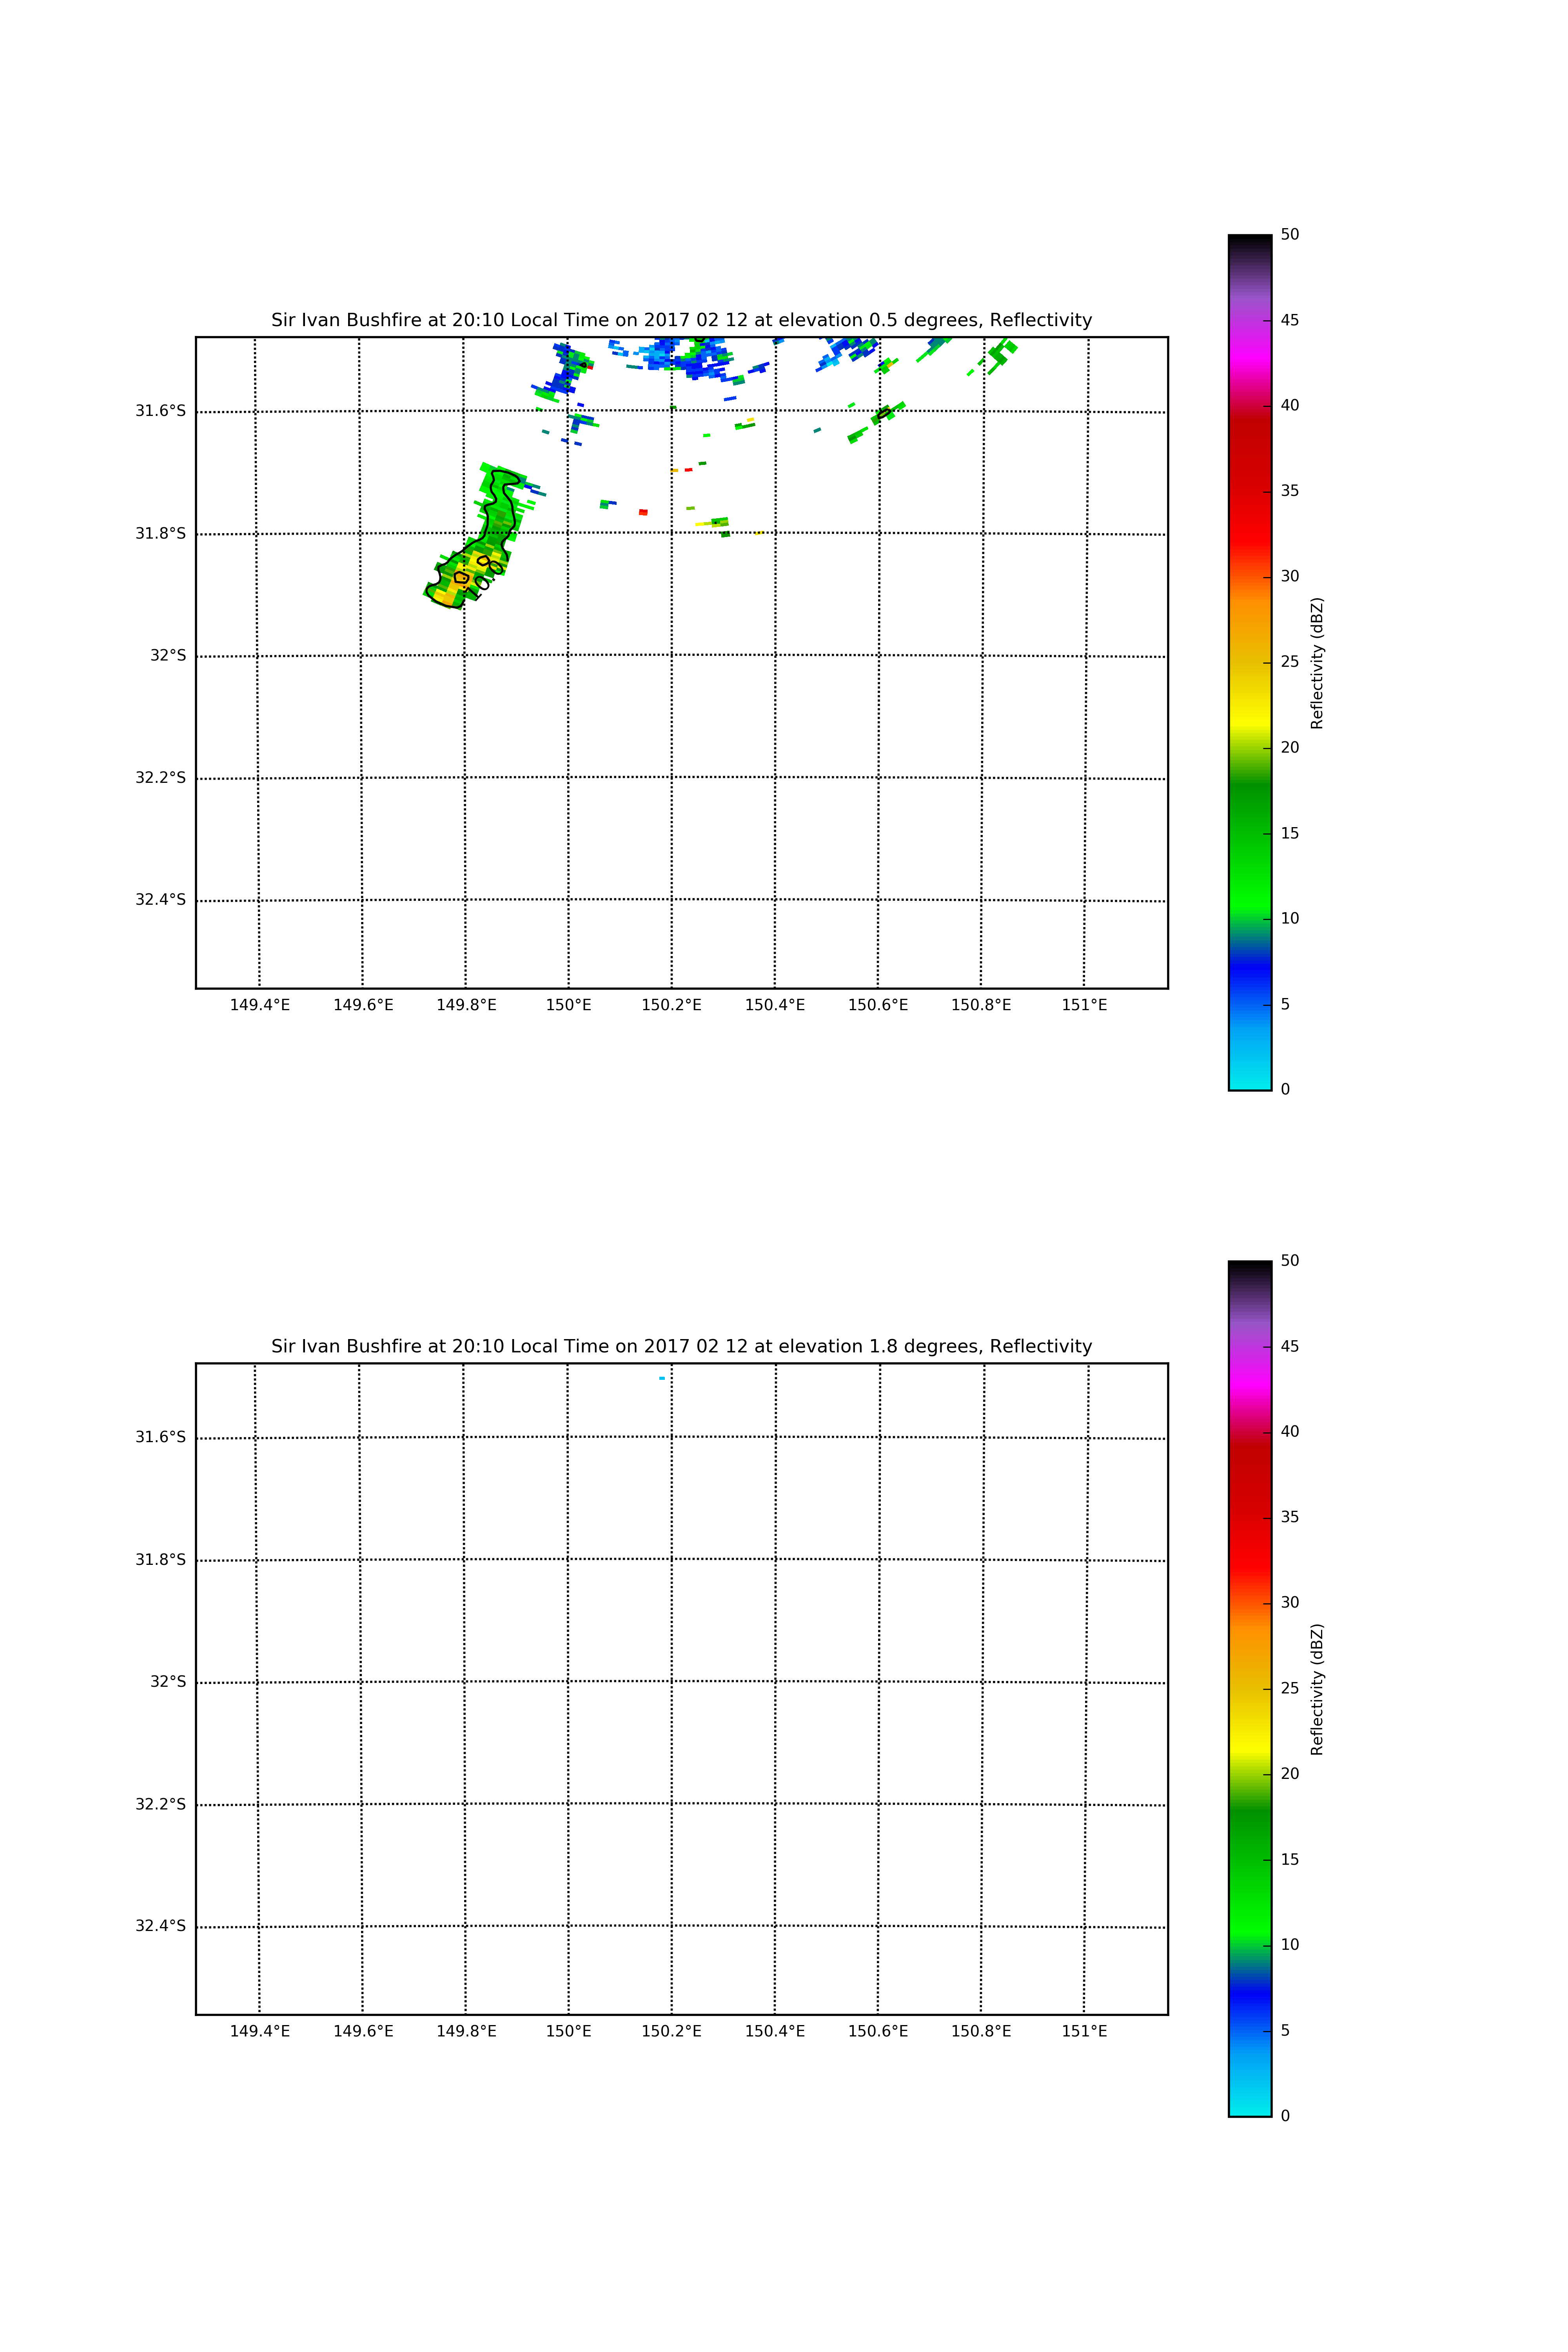 Sir Ivan Bushfire at 20:10 Local Time on 2017 02 12 at elevation 0.5 degrees, Reflectivity
31.6°S
31.8°S
32°S
32.2°S
32.4°S
149.4°E 149.6°E 149.8°E 150°E 150.2°E 150.4°E 150.6°E 150.8°E 151°E
10.0
50
45
40
35
30
25
20
15
10
5
0
Reflectivity (dBZ)
Sir Ivan Bushfire at 20:10 Local Time on 2017 02 12 at elevation 1.8 degrees, Reflectivity
31.6°S
31.8°S
32°S
32.2°S
32.4°S
149.4°E 149.6°E 149.8°E 150°E 150.2°E 150.4°E 150.6°E 150.8°E 151°E
50
45
40
35
30
25
20
15
10
5
0
Reflectivity (dBZ)